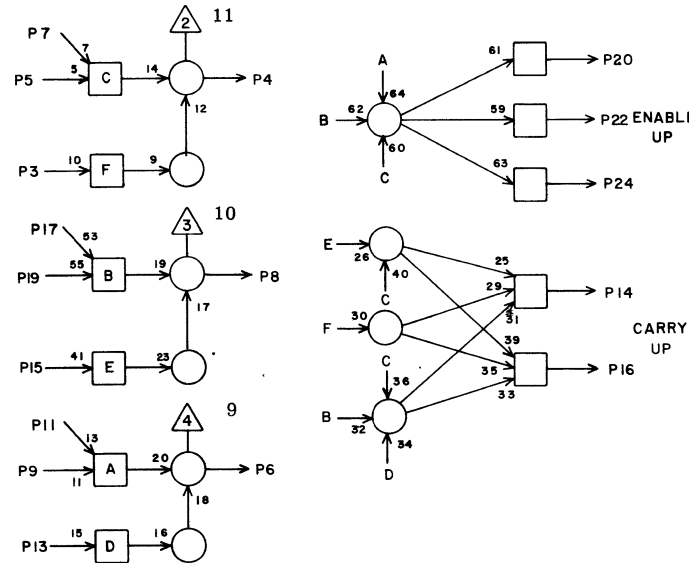 2 11
P7
7
P5 5 C 14 P4
12
P3 10 F 9
3 10
P17
53
P19 55 B 19 P8
17
P15 41 E 23
4 9
P11
13
P9 11 A 20 P6
18
P13 15 D 16
61 P20
A
64
B 62 59 P22 ENABLE
UP
60
C 63 P24
E 26 25
40 29 P14
C 4
31
F 30 39 CARRY
UP
C 35 P16
36 33
B 32
34
D